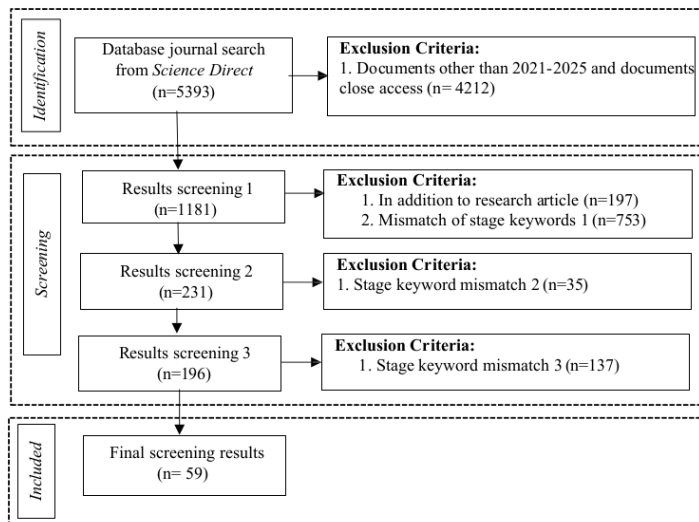 Identification
Database journal search
from Science Direct
(n=5393)
Exclusion Criteria:
1. Documents other than 2021-2025 and documents
close access (n= 4212)
Screening
Results screening 1
(n=1181)
Exclusion Criteria:
1. In addition to research article (n=197)
2. Mismatch of stage keywords 1 (n=753)
Results screening 2
(n=231)
Exclusion Criteria:
1. Stage keyword mismatch 2 (n=35)
Results screening 3
(n=196)
Exclusion Criteria:
1. Stage keyword mismatch 3 (n=137)
Included
Final screening results
(n= 59)